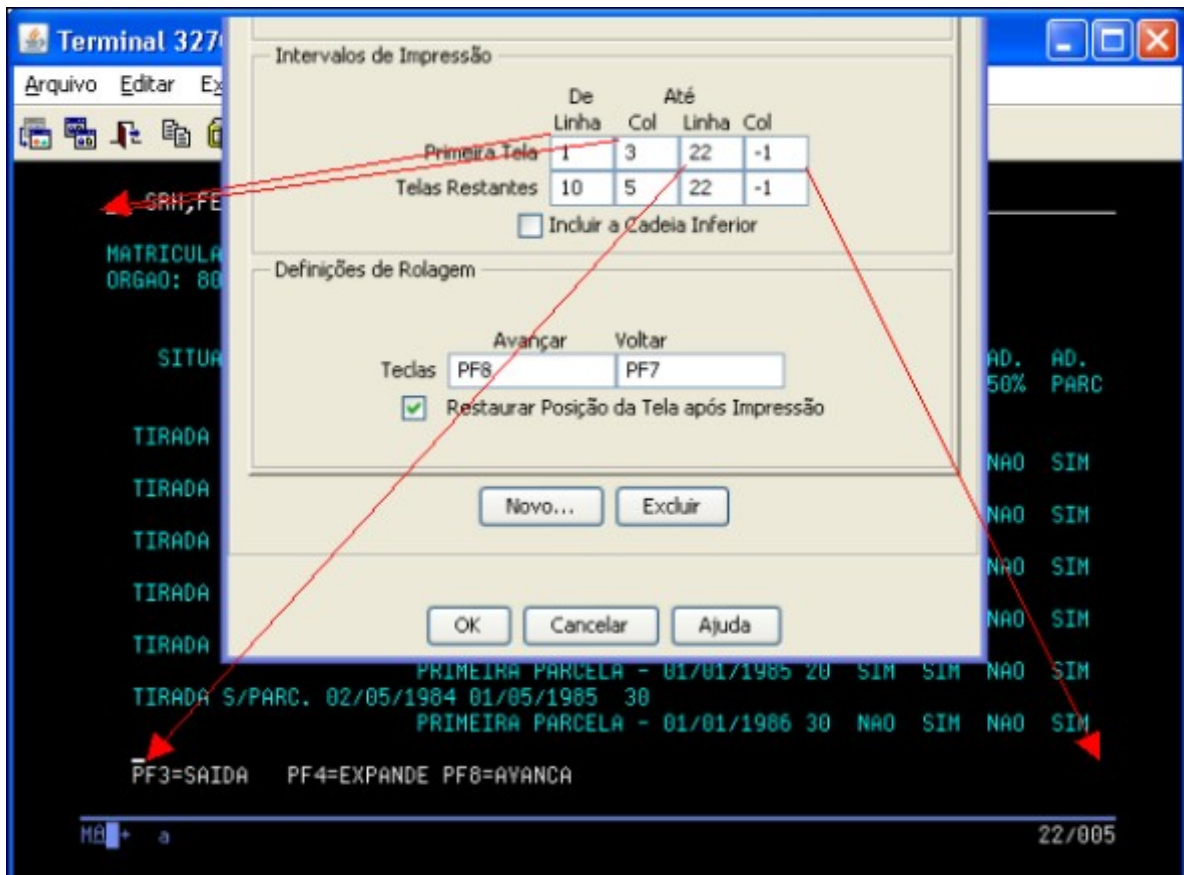 Terminal 327
Arquivo Editar Ex
Intervalos de Impressão
De Até
Linha Col Linha Col
Primeira Tela 1 3 22 -1
Telas Restantes 10 5 22 -1
Incluir a Cadeia Inferior
Definições de Rolagem
Avançar Voltar
Teclas PF8 PF7
Restaurar Posição da Tela após Impressão
Novo... Excluir
OK Cancelar Ajuda
SRH,FE
MATRICULA
ORGAO: 80
SITUA AD. AD.
50% PARC
TIRADA
NAO SIM
TIRADA
NAO SIM
TIRADA
NAO SIM
TIRADA
NAO SIM
TIRADA
PRIMEIRA PARCELA - 01/01/1985 20 SIM SIM NAO SIM
TIRADA S/PARC. 02/05/1984 01/05/1985 30
PRIMEIRA PARCELA - 01/01/1986 30 NAO SIM NAO SIM
PF3=SAIDA PF4=EXPANDE PF8=AVANCA
MA + a 22/005